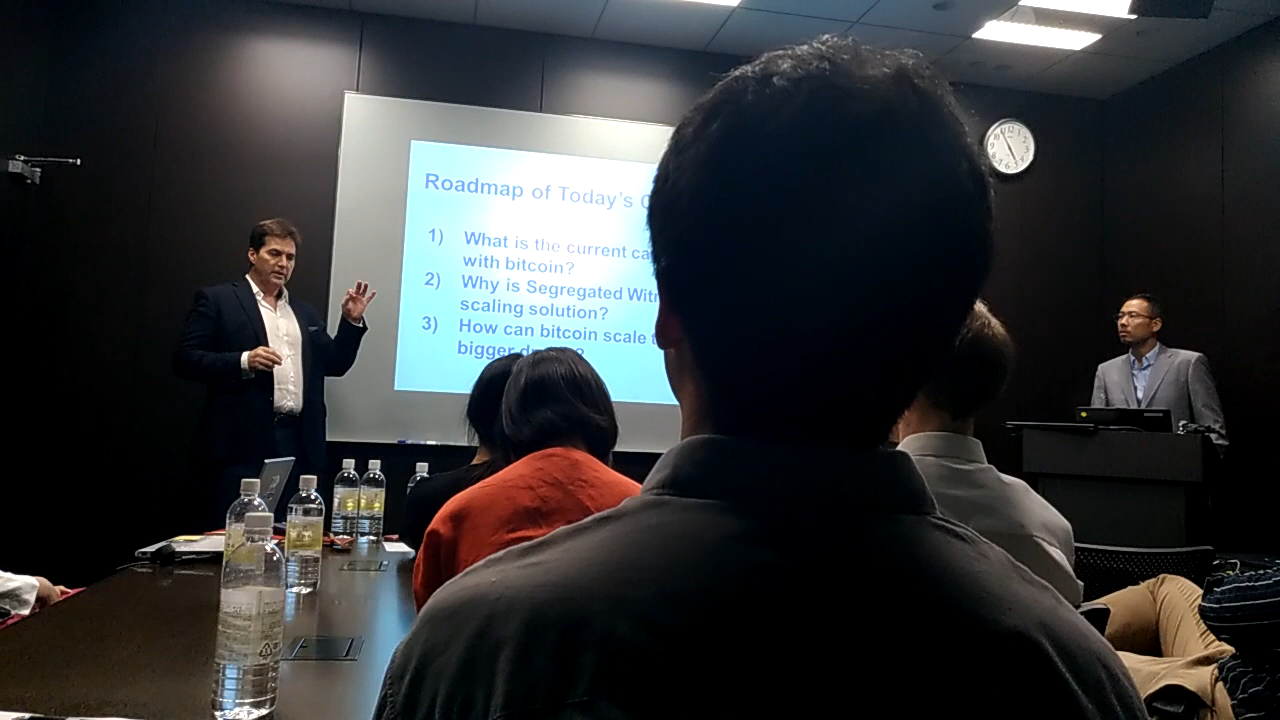 Roadmap of Today's
1) What is the current
with bitcoin?
2) Why is Segregated
scaling solution?
3) How can bitcoin scale
bigger